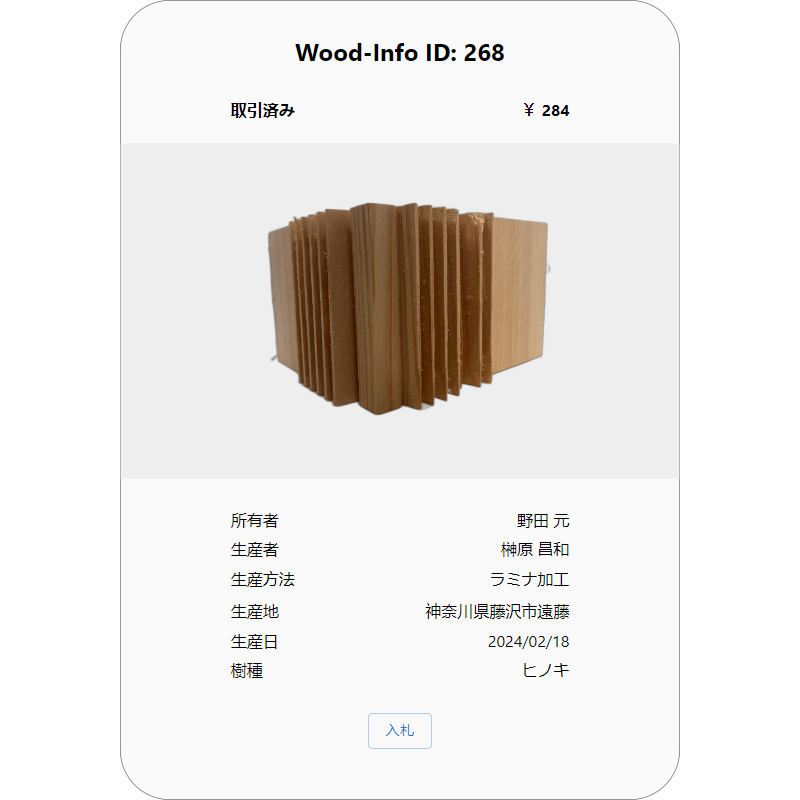 Wood-Info ID: 268
取引済み ￥ 284
所有者 野田 元
生産者 榊原 昌和
生産方法 ラミナ加工
生産地 神奈川県藤沢市遠藤
生産日 2024/02/18
樹種 ヒノキ
入札